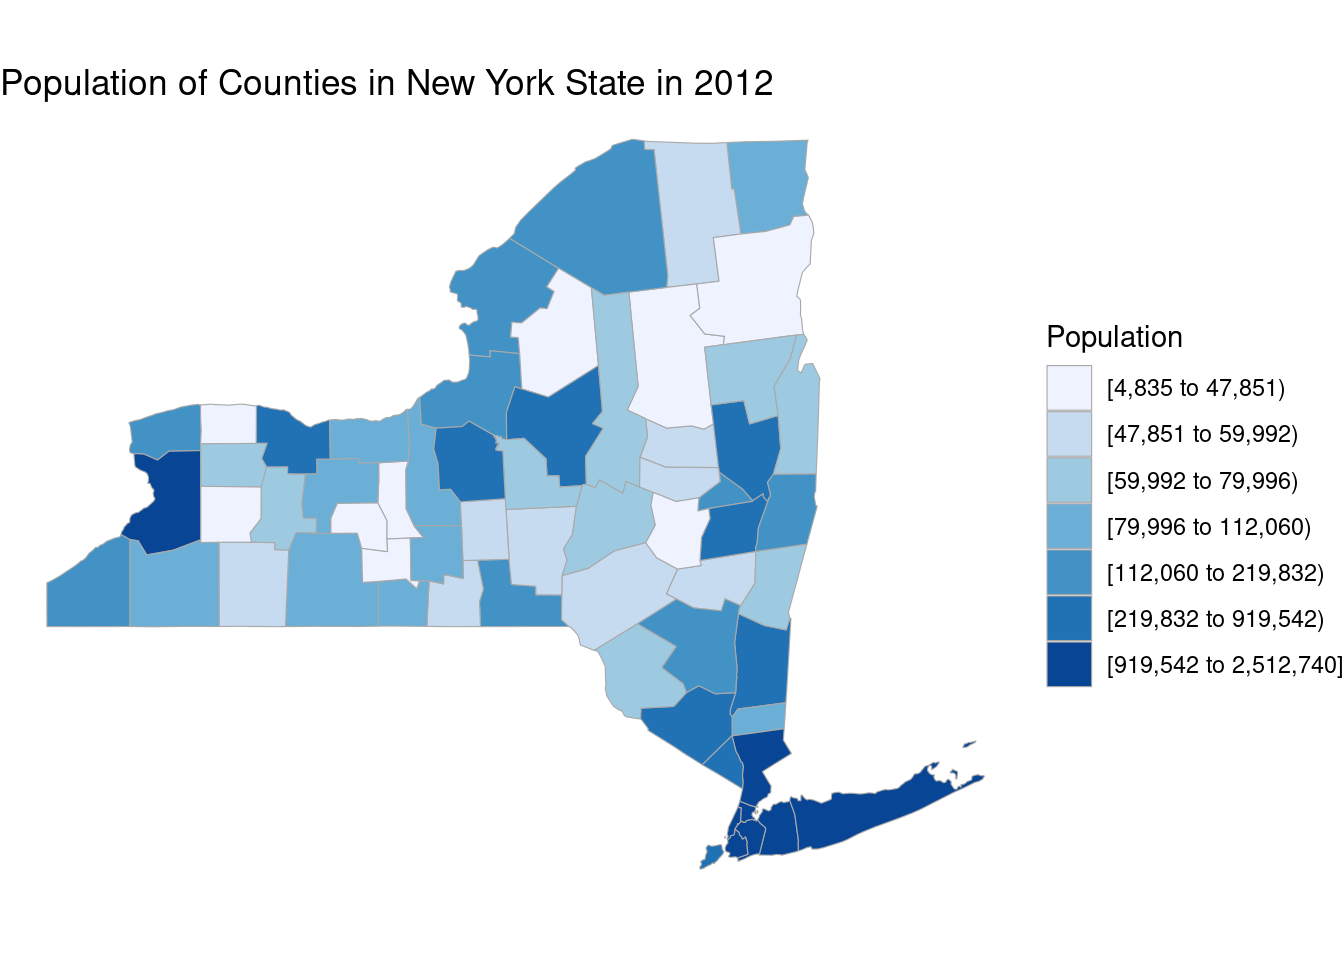 Population of Counties in New York State in 2012
Population
[4,835 to 47,851)
[47,851 to 59,992)
[59,992 to 79,996)
[79,996 to 112,060)
[112,060 to 219,832)
[219,832 to 919,542)
[919,542 to 2,512,740]